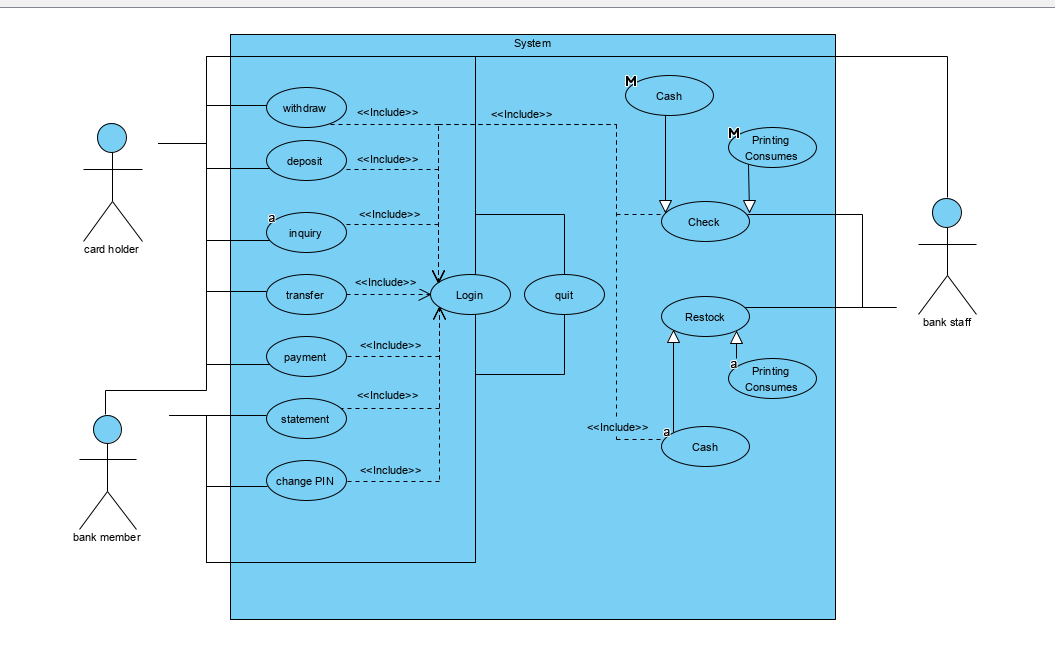 System
M
Cash
withdraw
<<Include>>
<<Include>>
M
Printing
Consumes
deposit
<<Include>>
a
inquiry
<<Include>>
Check
card holder
transfer
<<Include>>
Login
quit
Restock
bank staff
payment
<<Include>>
a
Printing
Consumes
statement
<<Include>>
<<Include>>
a
Cash
change PIN
<<Include>>
bank member